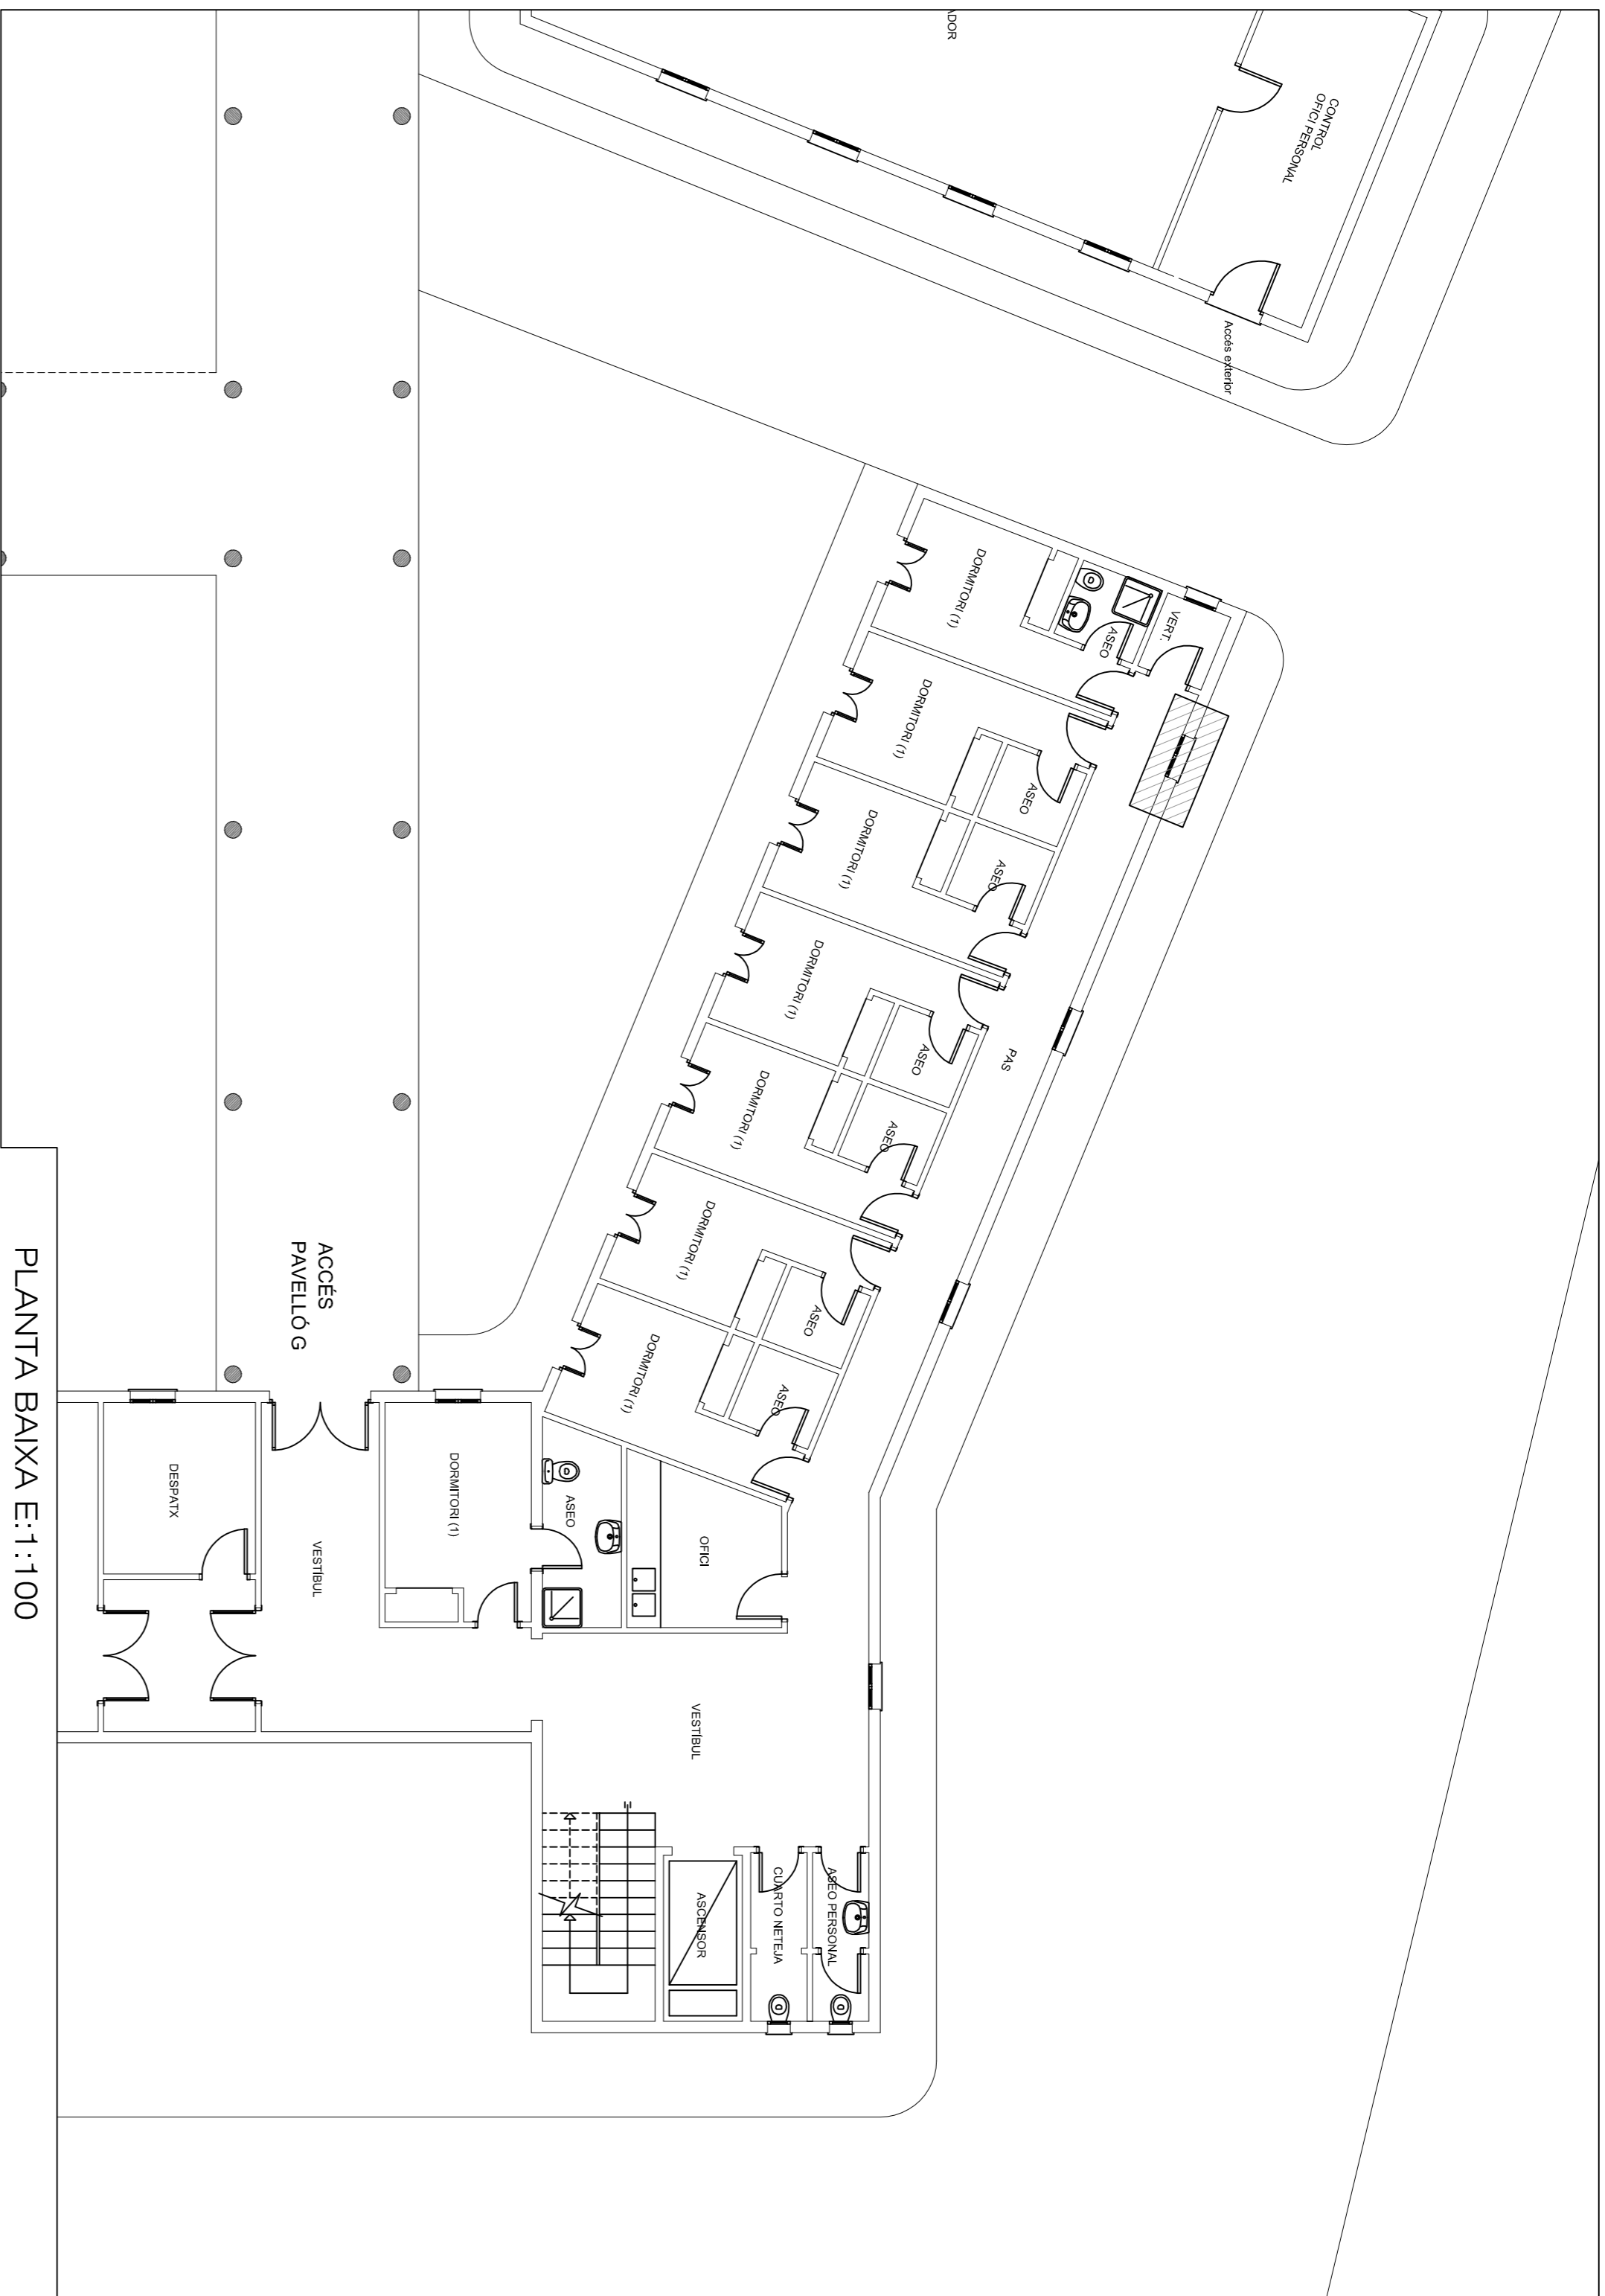 ADOR
CONTROL
OFICI PERSONAL
Accés exterior
DORMITORI (1)
ASEO
VERT.
DORMITORI (1)
ASEO
DORMITORI (1)
ASEO
DORMITORI (1)
ASEO
PAS
DORMITORI (1)
ASEO
DORMITORI (1)
ASEO
DORMITORI (1)
ASEO
ACCÉS
PAVELLÓ G
DESPATX
VESTÍBUL
DORMITORI (1)
ASEO
OFICI
VESTÍBUL
ASCENSOR
CUARTO NETEJA
ASEO PERSONAL
PLANTA BAIXA E:1:100